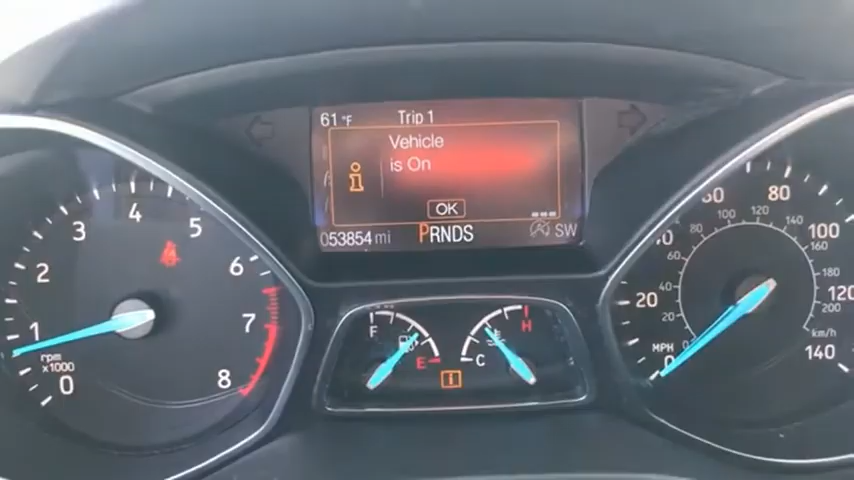 61°F Trip 1
Vehicle
is On
OK
053854 mi PRNDS SW
0 1 2 3 4 5 6 7 8
rpm
x1000
F E
C H
MPH
0 20 60 80 100 120 140
0 20 40 60 80 100 120 140 160 180 200
km/h